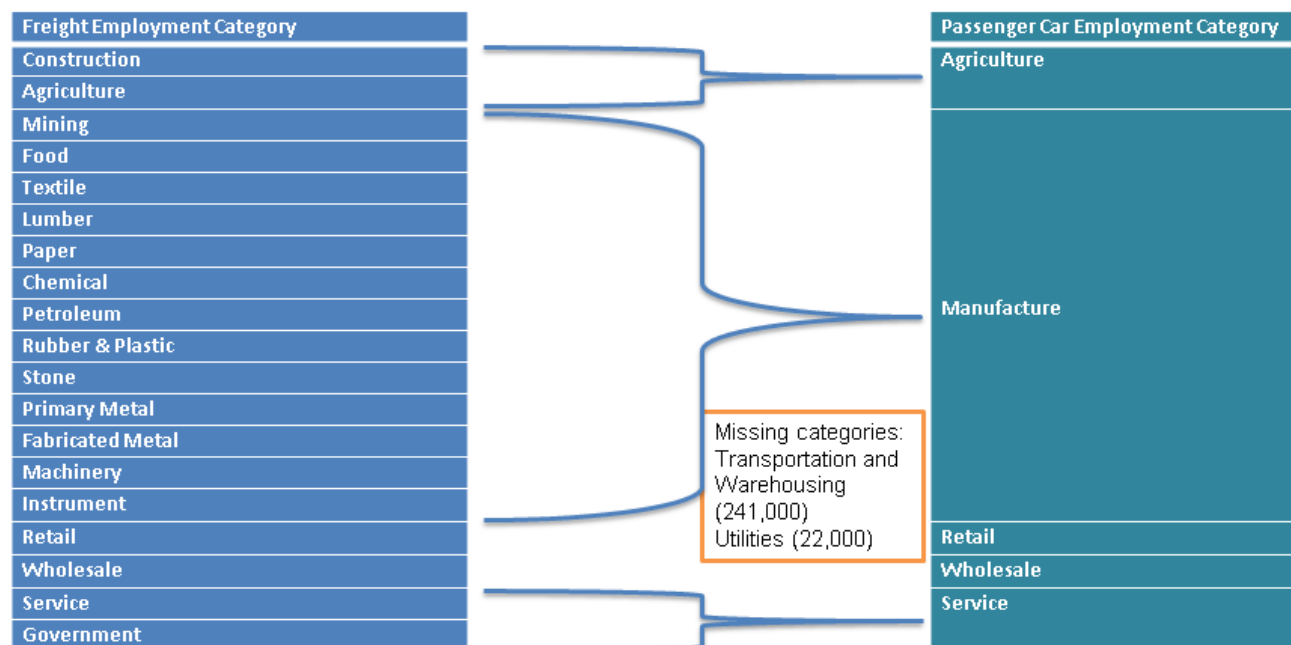 Freight Employment Category
Construction
Agriculture
Mining
Food
Textile
Lumber
Paper
Chemical
Petroleum
Rubber & Plastic
Stone
Primary Metal
Fabricated Metal
Machinery
Instrument
Retail
Wholesale
Service
Government
Missing categories:
Transportation and
Warehousing
(241,000)
Utilities (22,000)
Passenger Car Employment Category
Agriculture
Manufacture
Retail
Wholesale
Service